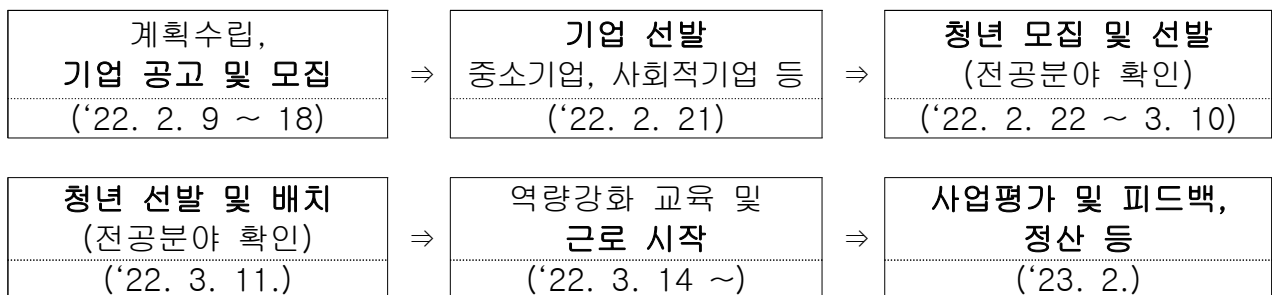 계획수립,
기업 공고 및 모집
(‘22. 2. 9 ~ 18)
⇒
기업 선발
중소기업, 사회적기업 등
(‘22. 2. 21)
⇒
청년 모집 및 선발
(전공분야 확인)
(‘22. 2. 22 ~ 3. 10)
청년 선발 및 배치
(전공분야 확인)
(‘22. 3. 11.)
⇒
역량강화 교육 및
근로 시작
(‘22. 3. 14 ~)
⇒
사업평가 및 피드백,
정산 등
(‘23. 2.)